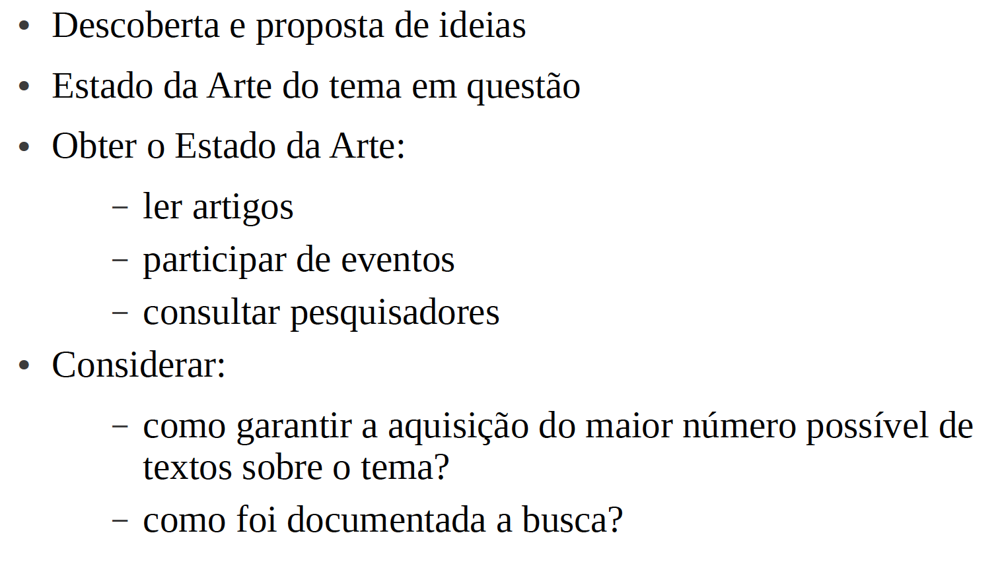 • Descoberta e proposta de ideias
• Estado da Arte do tema em questão
• Obter o Estado da Arte:
– ler artigos
– participar de eventos
– consultar pesquisadores
• Considerar:
– como garantir a aquisição do maior número possível de
textos sobre o tema?
– como foi documentada a busca?